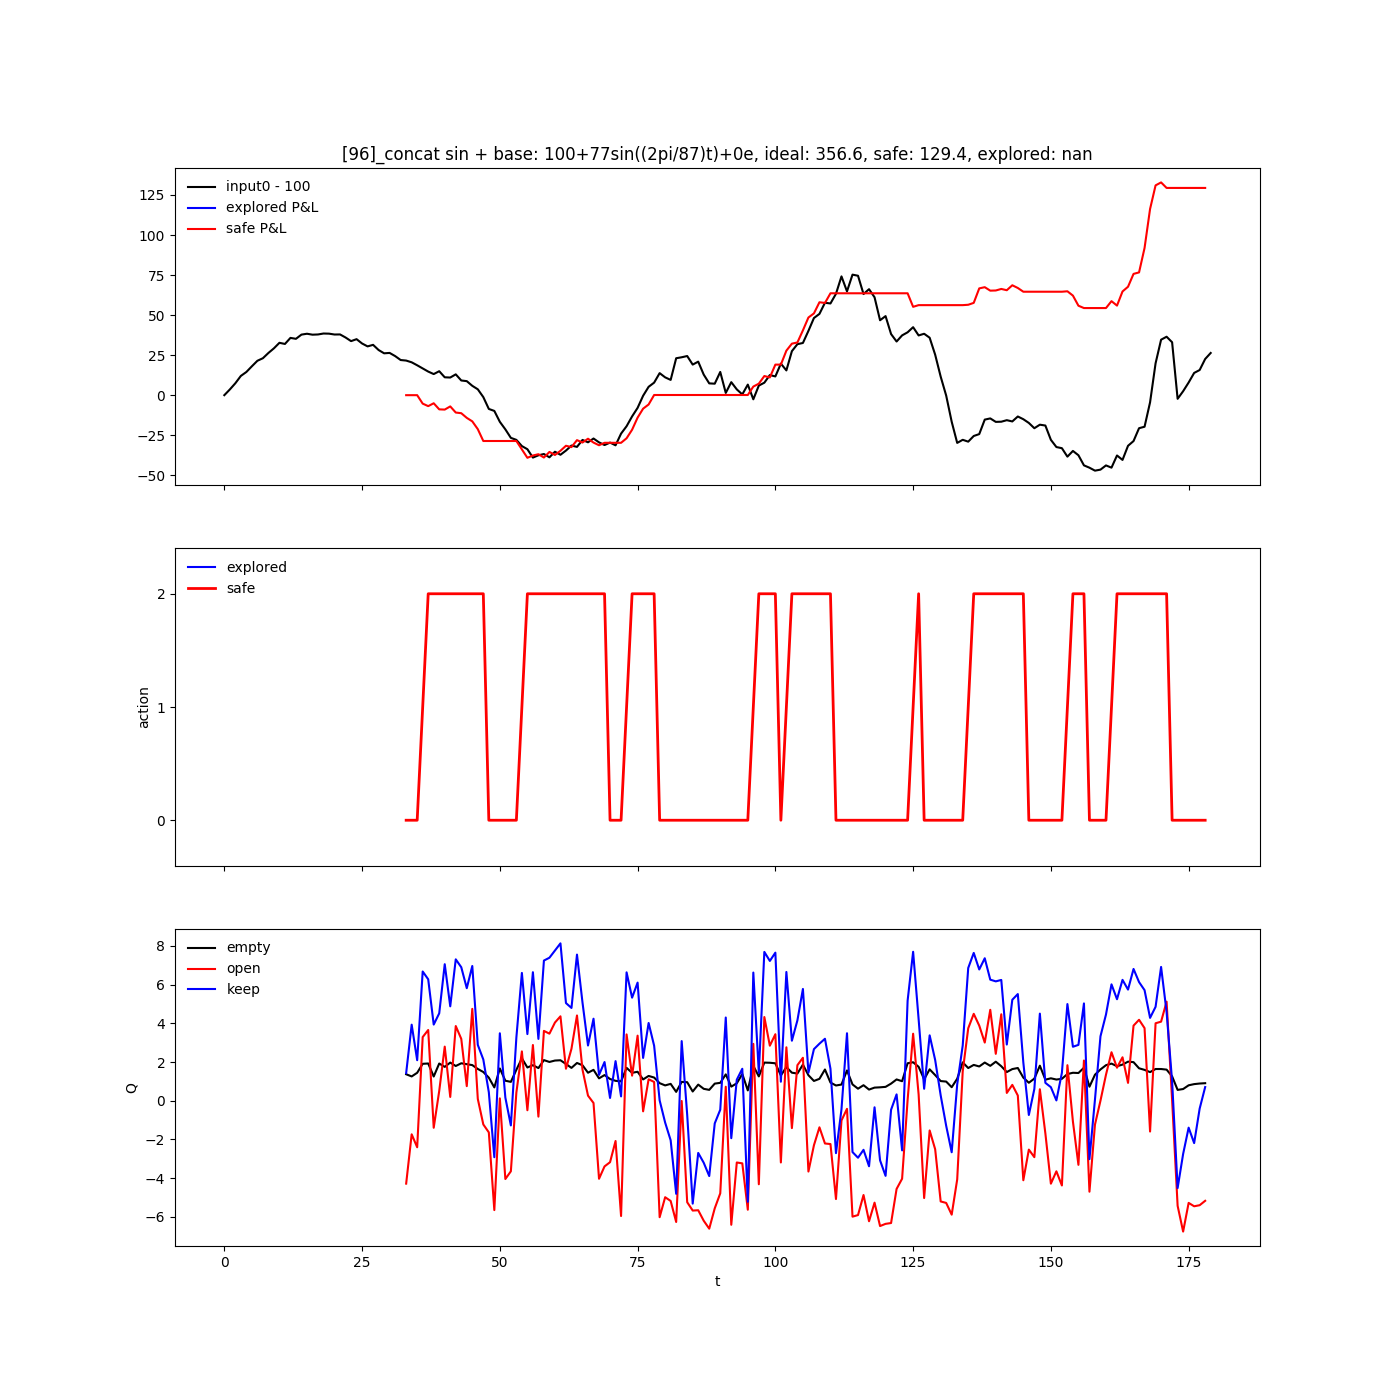 [96]_concat sin + base: 100+77sin((2pi/87)t)+0e, ideal: 356.6, safe: 129.4, explored: nan
input0 - 100
explored P&L
safe P&L
125
100
75
50
25
0
−25
−50
explored
safe
2
1
0
action
empty
open
keep
8
6
4
2
0
−2
−4
−6
Q
0 25 50 75 100 125 150 175
t